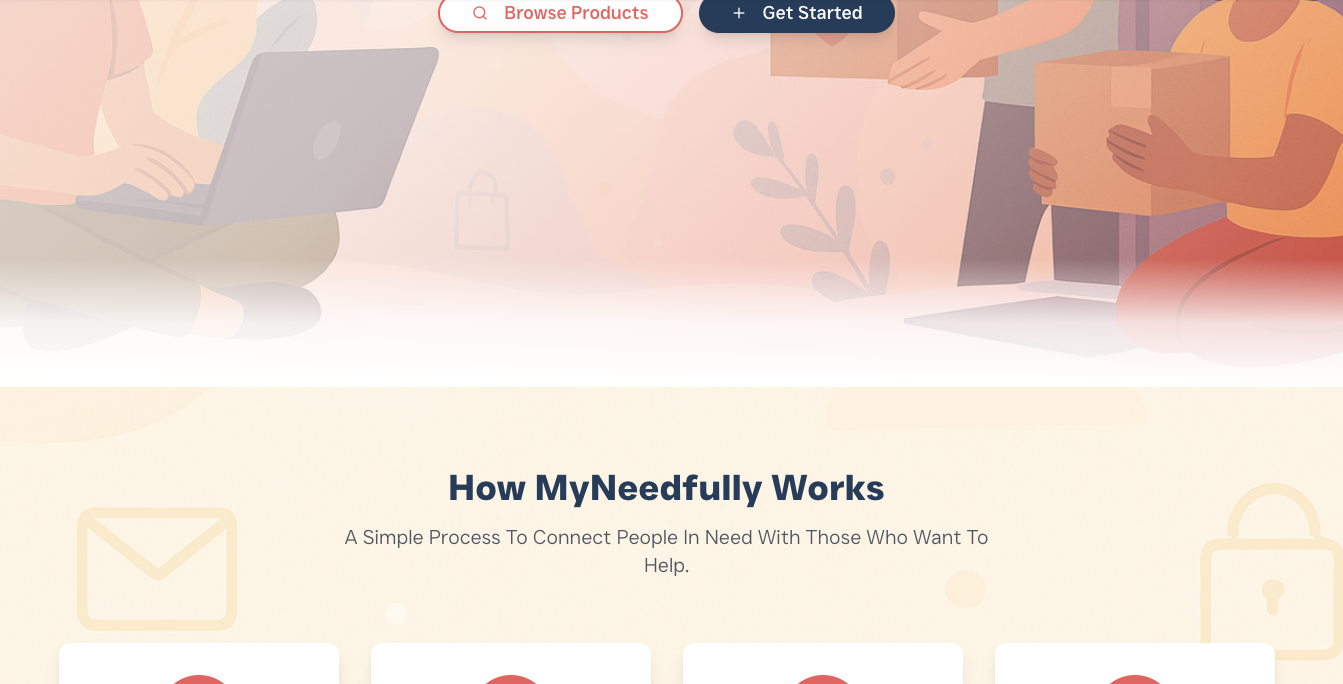 Browse Products
Get Started
How MyNeedfully Works
A Simple Process To Connect People In Need With Those Who Want To
Help.